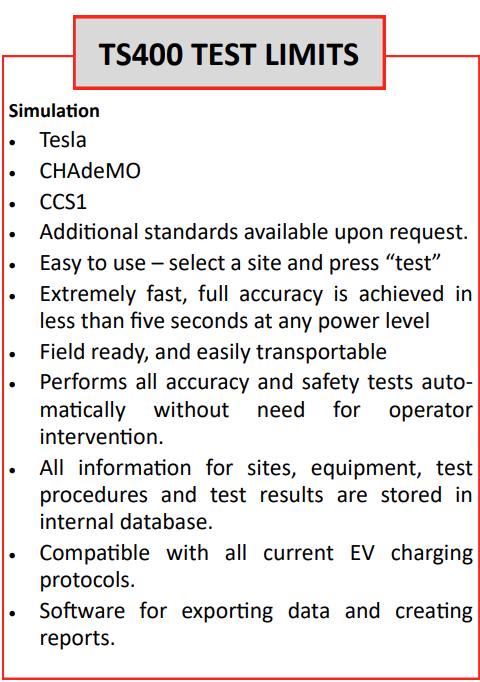 TS400 TEST LIMITS
Simulation
• Tesla
• CHAdeMO
• CCS1
• Additional standards available upon request.
• Easy to use – select a site and press “test”
• Extremely fast, full accuracy is achieved in
less than five seconds at any power level
• Field ready, and easily transportable
• Performs all accuracy and safety tests auto-
matically without need for operator
intervention.
• All information for sites, equipment, test
procedures and test results are stored in
internal database.
• Compatible with all current EV charging
protocols.
• Software for exporting data and creating
reports.